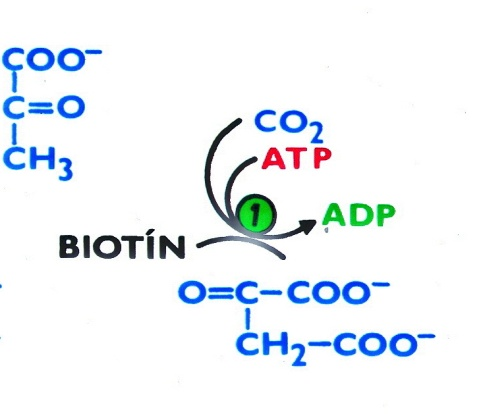 COO⁻
C=O
CH₃
CO₂
ATP
1
ADP
BIOTÍN
O=C–COO⁻
CH₂–COO⁻